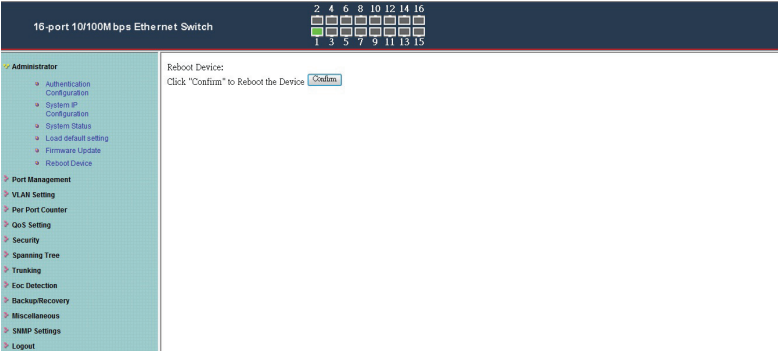 16-port 10/100Mbps Ethernet Switch
2 4 6 8 10 12 14 16
1 3 5 7 9 11 13 15
Administrator
Authentication
Configuration
System IP
Configuration
System Status
Load default setting
Firmware Update
Reboot Device
Port Management
VLAN Setting
Per Port Counter
QoS Setting
Security
Spanning Tree
Trunking
Eoc Detection
Backup/Recovery
Miscellaneous
SNMP Settings
Logout
Reboot Device:
Click "Confirm" to Reboot the Device Confirm